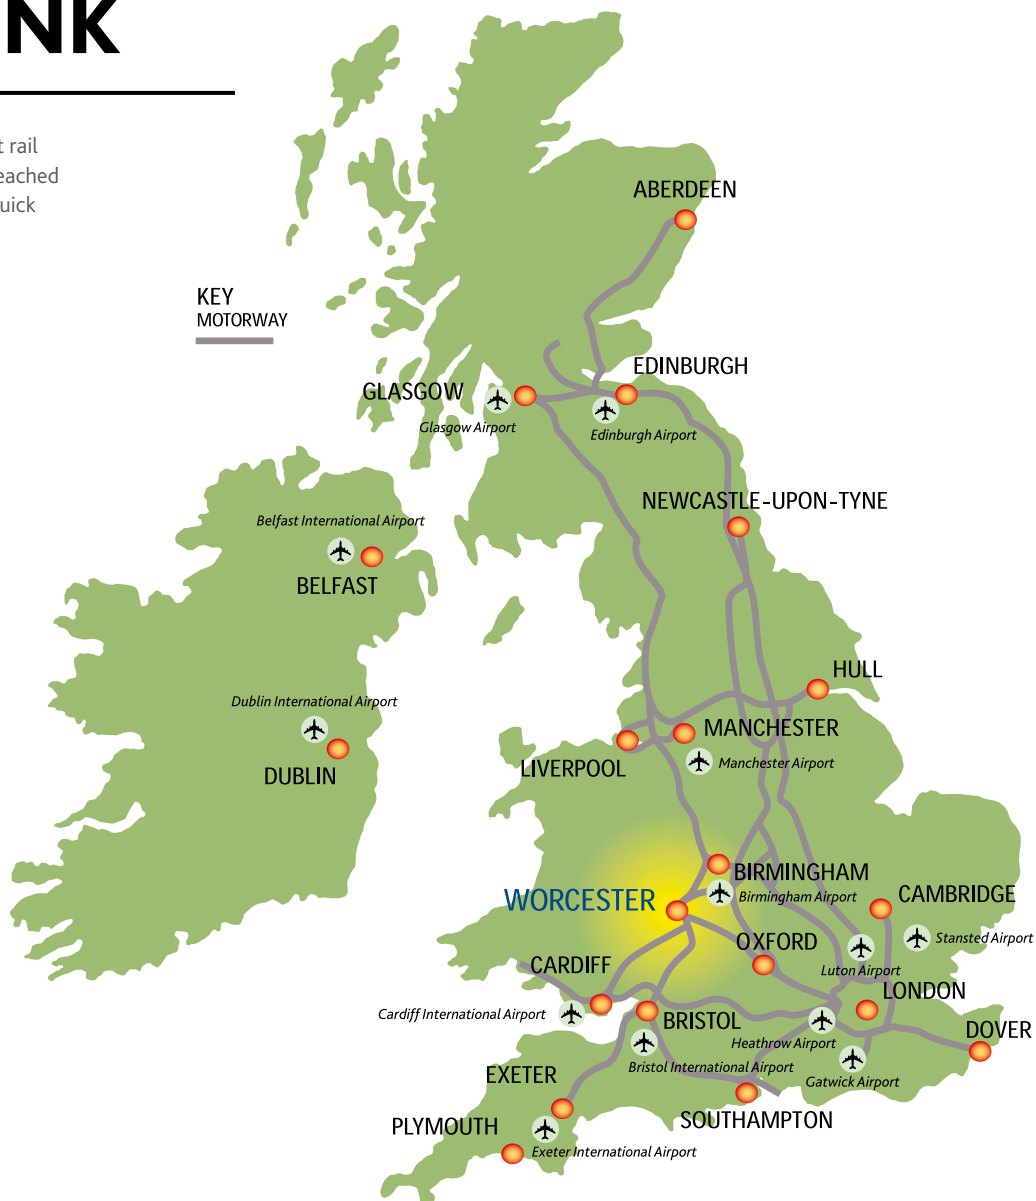 NK
t rail
eached
uick
ABERDEEN
KEY
MOTORWAY
EDINBURGH
GLASGOW
Glasgow Airport
Edinburgh Airport
NEWCASTLE-UPON-TYNE
Belfast International Airport
BELFAST
HULL
Dublin International Airport
MANCHESTER
Manchester Airport
LIVERPOOL
DUBLIN
BIRMINGHAM
Birmingham Airport
WORCESTER
CAMBRIDGE
Stansted Airport
OXFORD
Luton Airport
CARDIFF
LONDON
Cardiff International Airport
BRISTOL
Heathrow Airport
DOVER
Bristol International Airport
Gatwick Airport
EXETER
SOUTHAMPTON
PLYMOUTH
Exeter International Airport